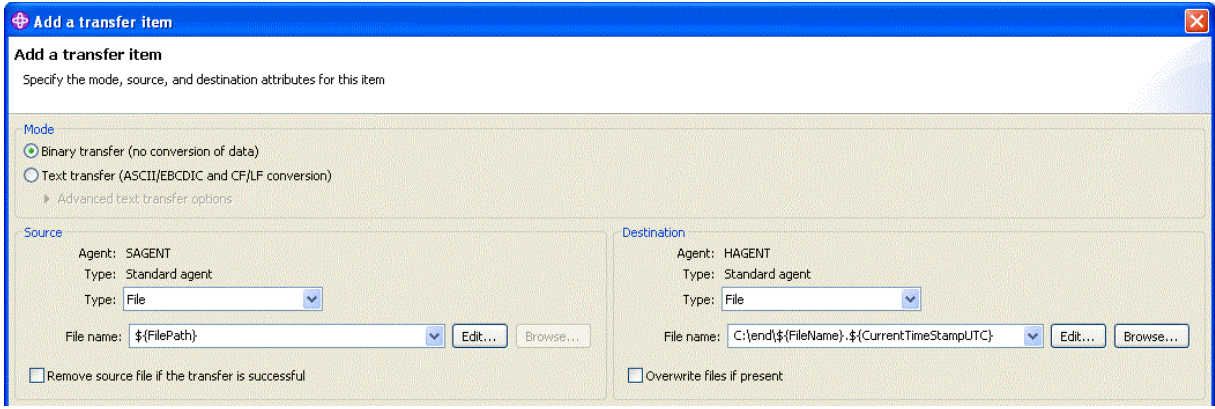 Add a transfer item
Add a transfer item
Specify the mode, source, and destination attributes for this item
Mode
Binary transfer (no conversion of data)
Text transfer (ASCII/EBCDIC and CF/LF conversion)
Advanced text transfer options
Source
Agent: SAGENT
Type: Standard agent
Type: File
File name: ${FilePath} Edit... Browse...
Remove source file if the transfer is successful
Destination
Agent: HAGENT
Type: Standard agent
Type: File
File name: C:\end\${FileName}.${CurrentTimeStampUTC} Edit... Browse...
Overwrite files if present